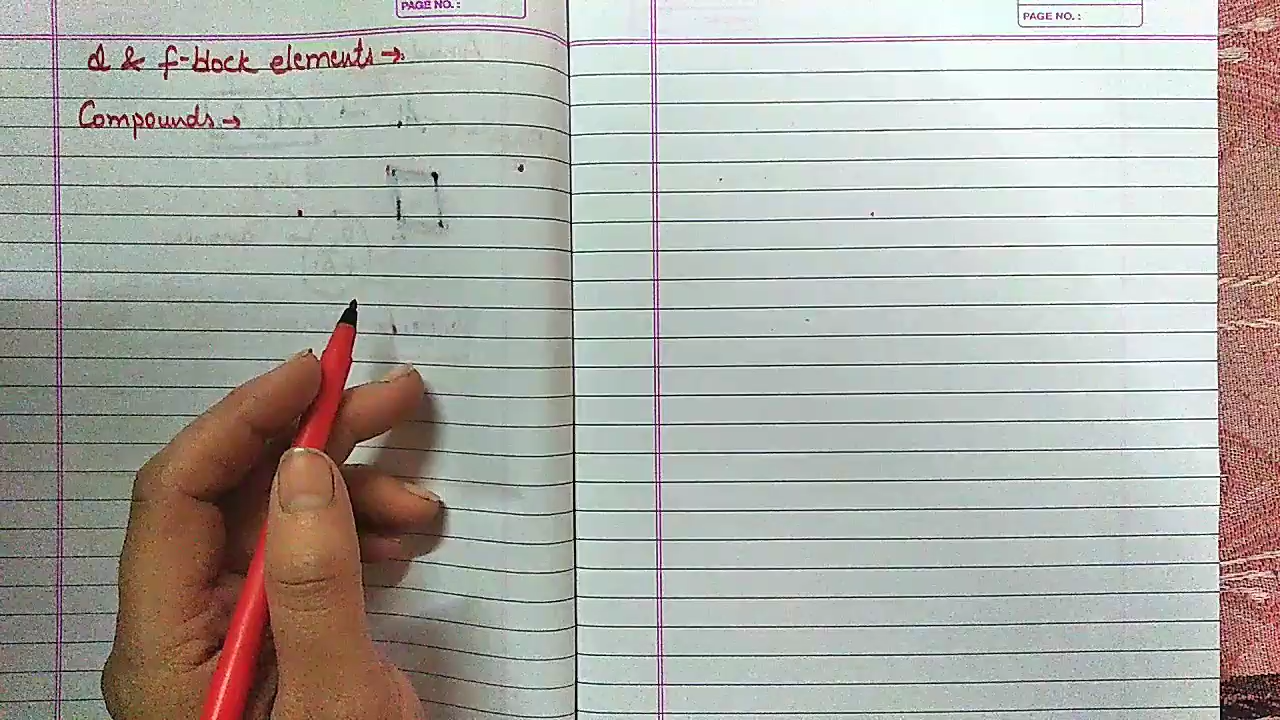 PAGE NO. :
PAGE NO. :
d & f-block elements →
Compounds →